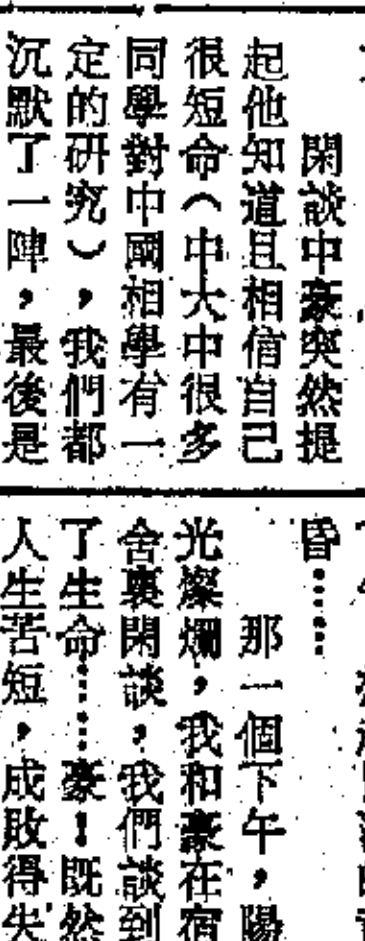 閑談中豪突然提
起他知道且相信自己
很短命（中大中很多
同學對中國相學有一
定的研究），我們都
沉默了一陣，最後是
昏……
那一個下午，陽
光燦爛，我和豪在宿
舍裏閑談，我們談到
了生命……豪！既然
人生苦短，成敗得失